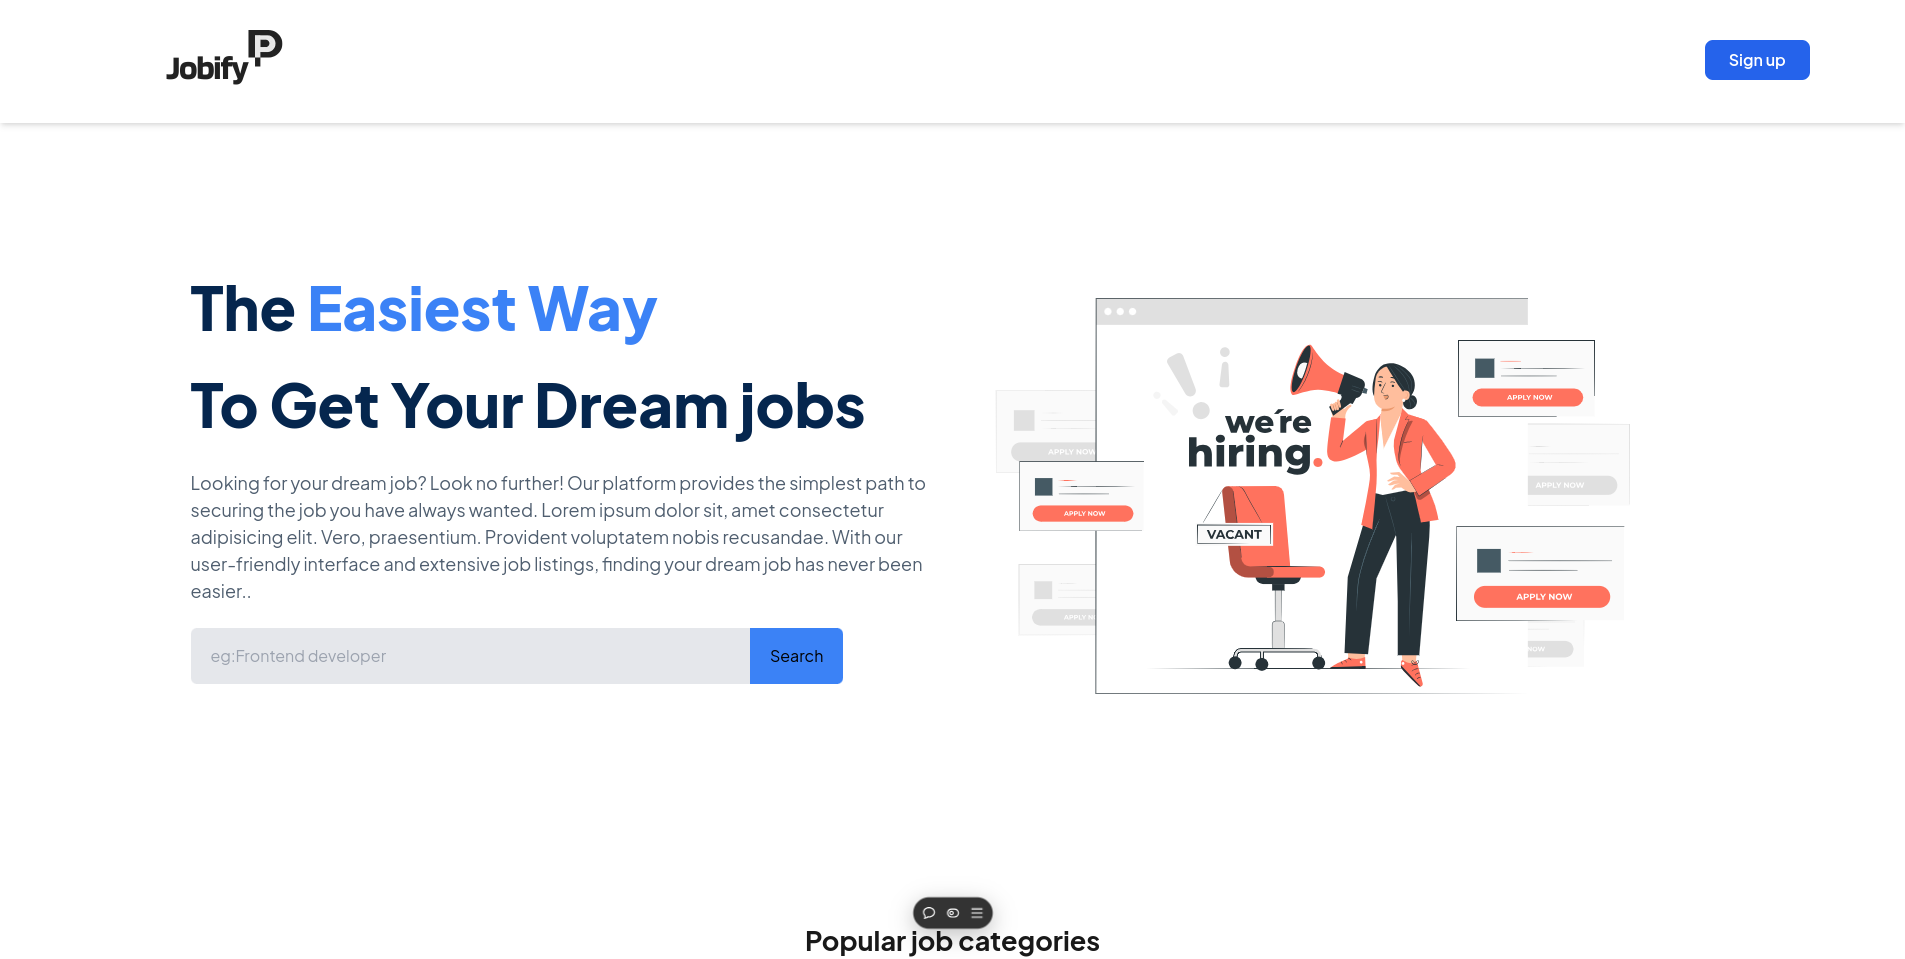 Jobify
Sign up
The Easiest Way
To Get Your Dream jobs
Looking for your dream job? Look no further! Our platform provides the simplest path to
securing the job you have always wanted. Lorem ipsum dolor sit, amet consectetur
adipisicing elit. Vero, praesentium. Provident voluptatem nobis recusandae. With our
user-friendly interface and extensive job listings, finding your dream job has never been
easier..
eg:Frontend developer
Search
we're
hiring.
VACANT
APPLY NOW
APPLY NOW
APPLY NOW
APPLY NOW
APPLY NOW
APPLY NOW
NOW
Popular job categories